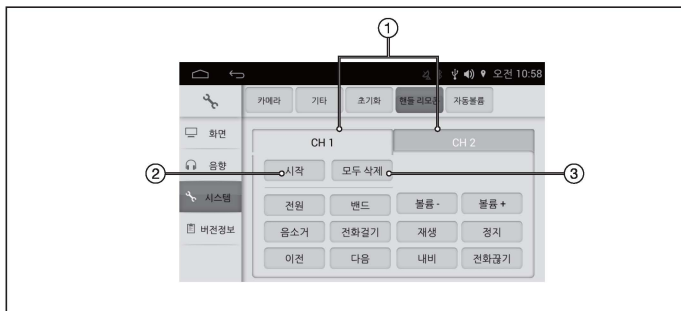 ①
오전 10:58
카메라 기타 초기화 핸들 리모컨 자동볼륨
화면
음향
시스템
버전정보
CH 1 CH 2
② 시작 모두 삭제 ③
전원 밴드 볼륨 - 볼륨 +
음소거 전화걸기 재생 정지
이전 다음 내비 전화끊기